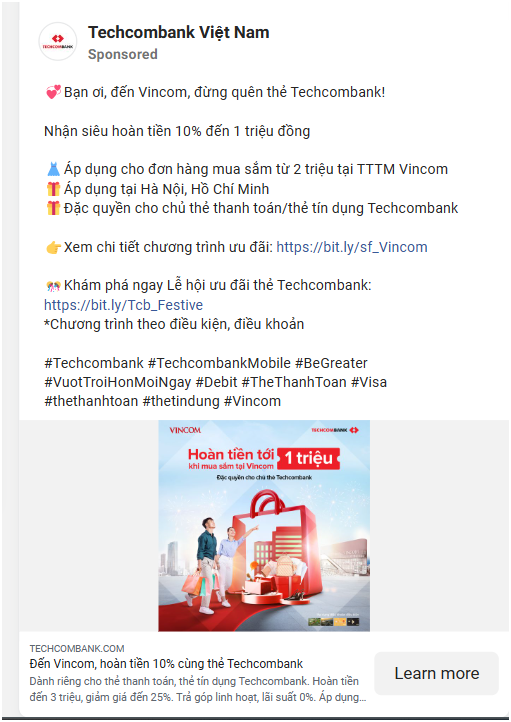 TECHCOMBANK
Techcombank Việt Nam
Sponsored
💞Bạn ơi, đến Vincom, đừng quên thẻ Techcombank!
Nhận siêu hoàn tiền 10% đến 1 triệu đồng
👗Áp dụng cho đơn hàng mua sắm từ 2 triệu tại TTTM Vincom
🎁Áp dụng tại Hà Nội, Hồ Chí Minh
🎁Đặc quyền cho chủ thẻ thanh toán/thẻ tín dụng Techcombank
👉Xem chi tiết chương trình ưu đãi: https://bit.ly/sf_Vincom
🎊Khám phá ngay Lễ hội ưu đãi thẻ Techcombank:
https://bit.ly/Tcb_Festive
*Chương trình theo điều kiện, điều khoản
#Techcombank #TechcombankMobile #BeGreater
#VuotTroiHonMoiNgay #Debit #TheThanhToan #Visa
#thethanhtoan #thetindung #Vincom
VINCOM
TECHCOMBANK
Hoàn tiền tới 1 triệu
khi mua sắm tại Vincom
Đặc quyền cho chủ thẻ Techcombank
TECHCOMBANK.COM
Đến Vincom, hoàn tiền 10% cùng thẻ Techcombank
Dành riêng cho thẻ thanh toán, thẻ tín dụng Techcombank. Hoàn tiền
đến 3 triệu, giảm giá đến 25%. Trả góp linh hoạt, lãi suất 0%. Áp dụng...
Learn more